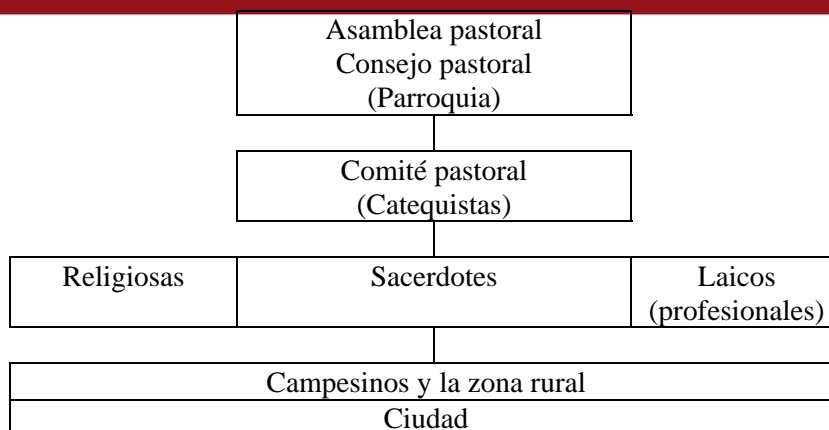 Asamblea pastoral
Consejo pastoral
(Parroquia)
Comité pastoral
(Catequistas)
Religiosas
Sacerdotes
Laicos
(profesionales)
Campesinos y la zona rural
Ciudad